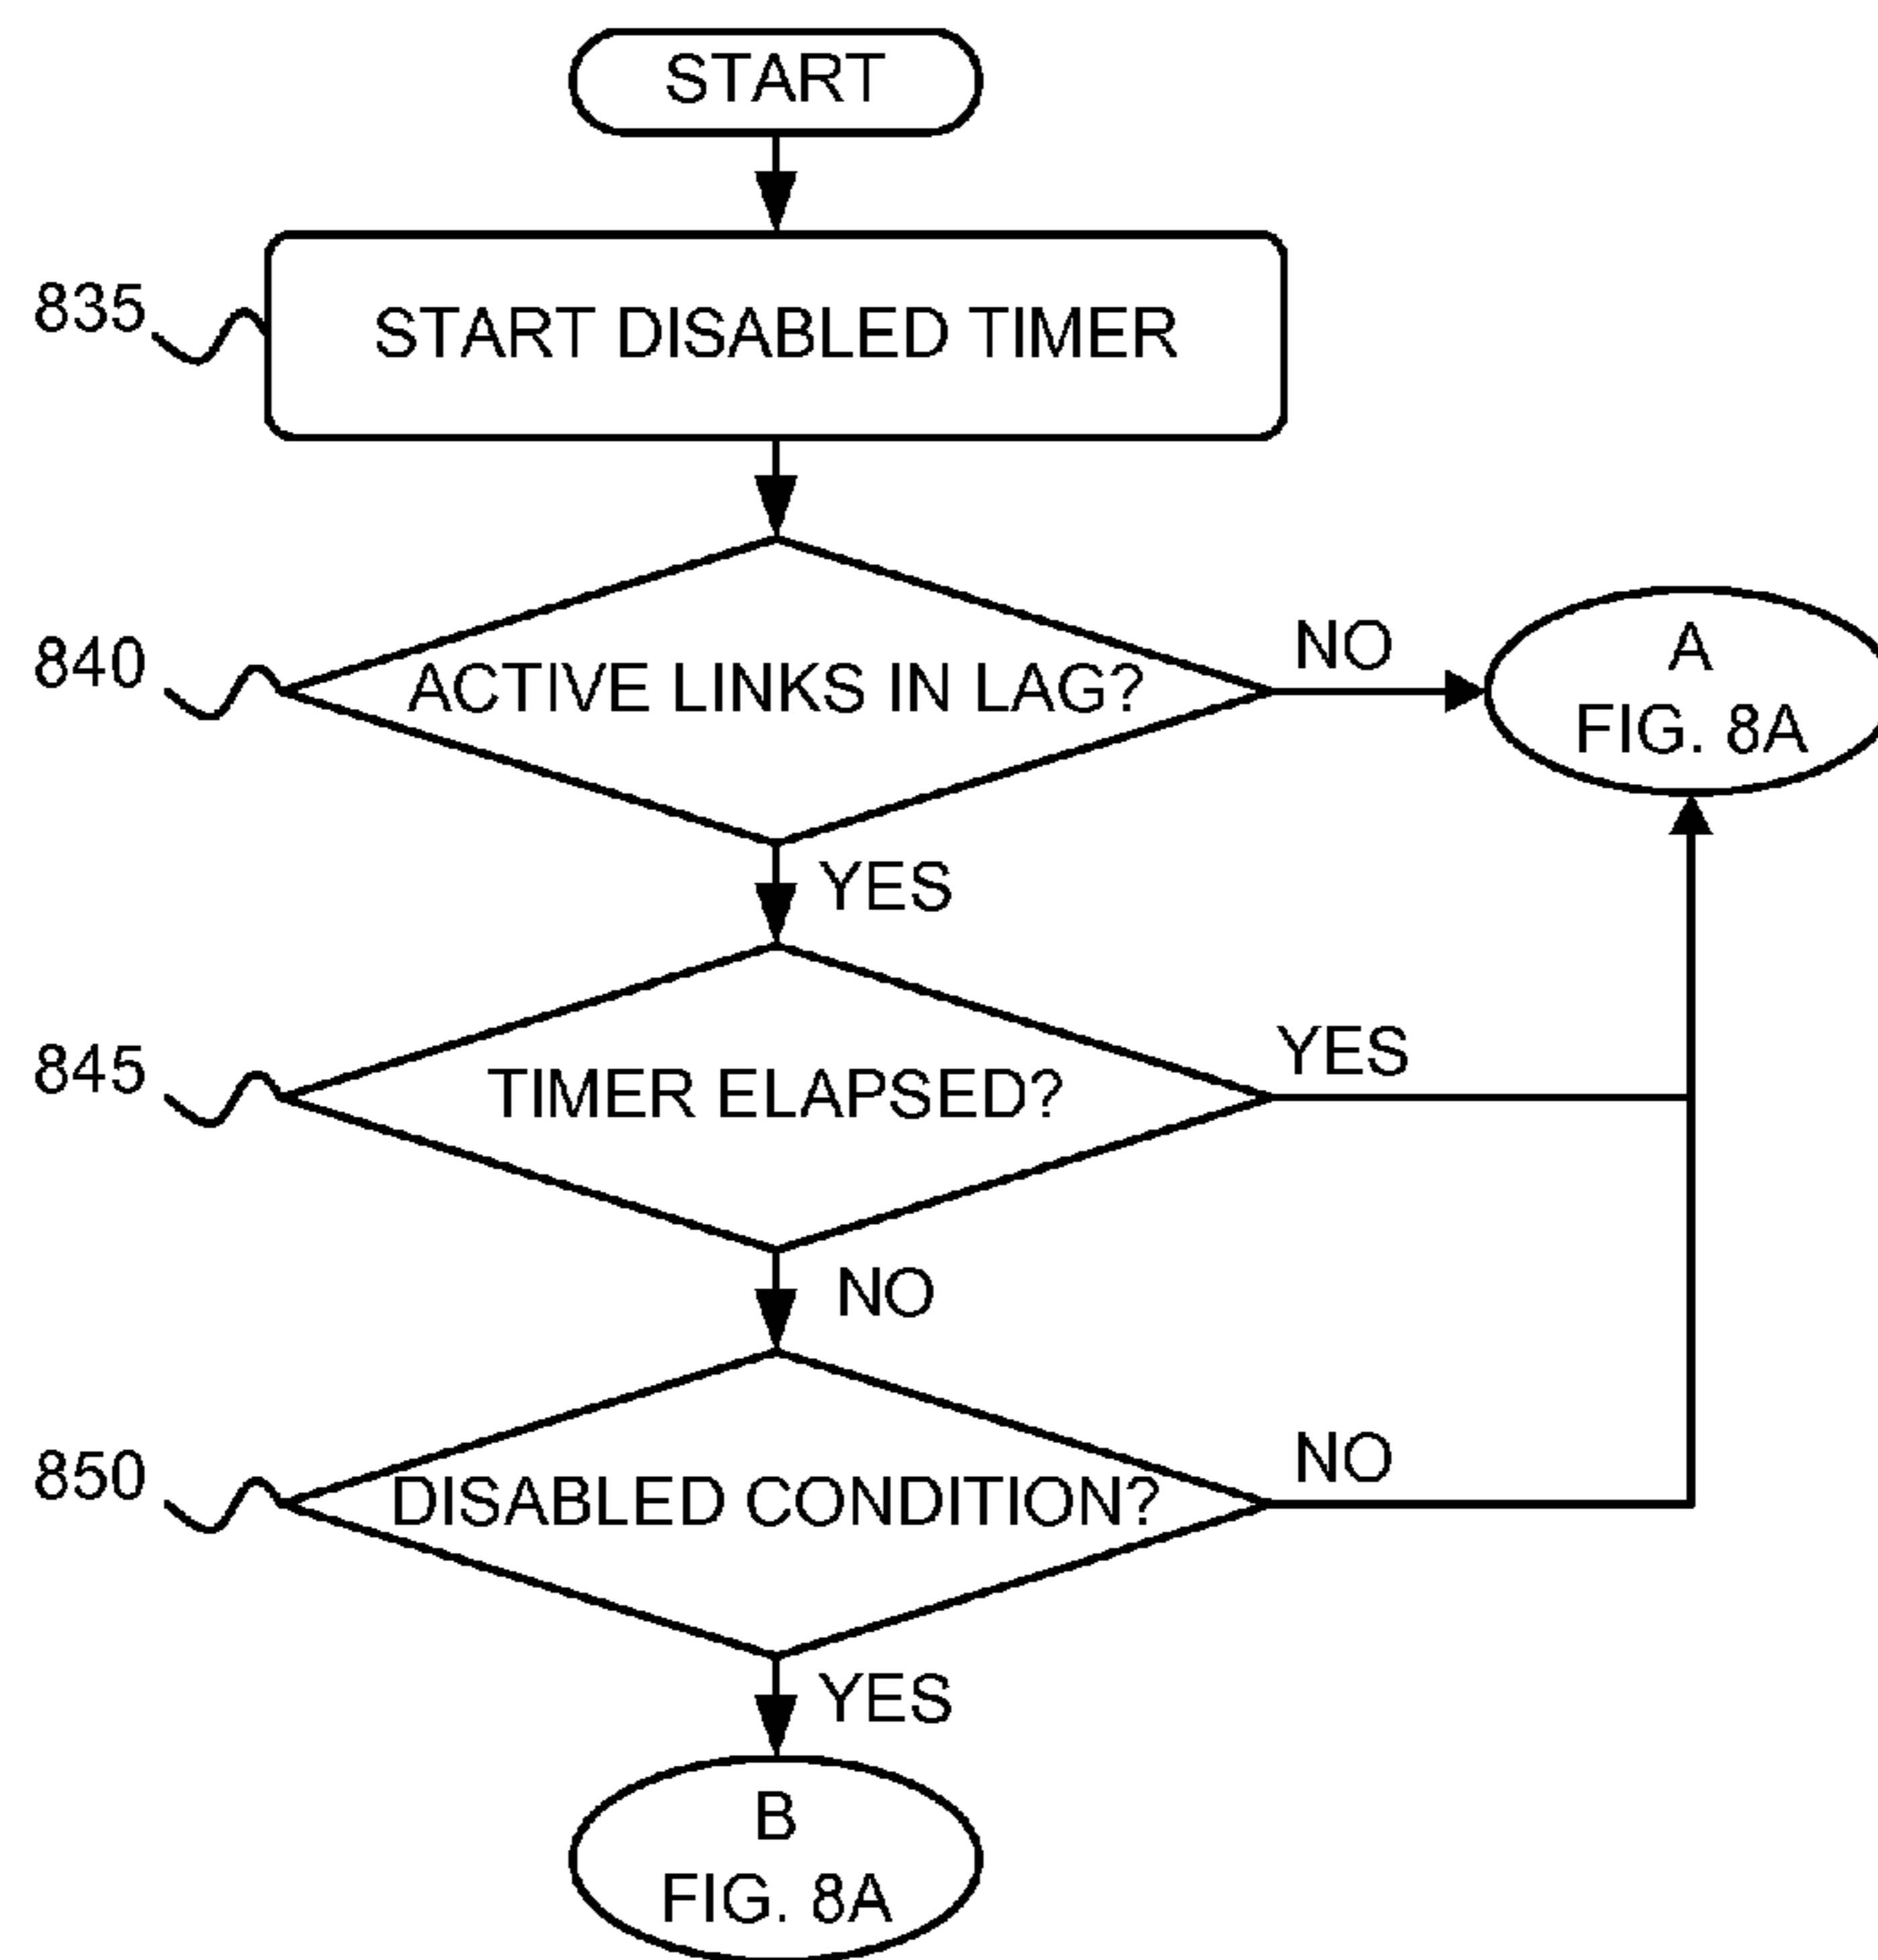 START
835
START DISABLED TIMER
840
ACTIVE LINKS IN LAG?
NO
A
FIG. 8A
YES
845
TIMER ELAPSED?
YES
NO
850
DISABLED CONDITION?
NO
YES
B
FIG. 8A